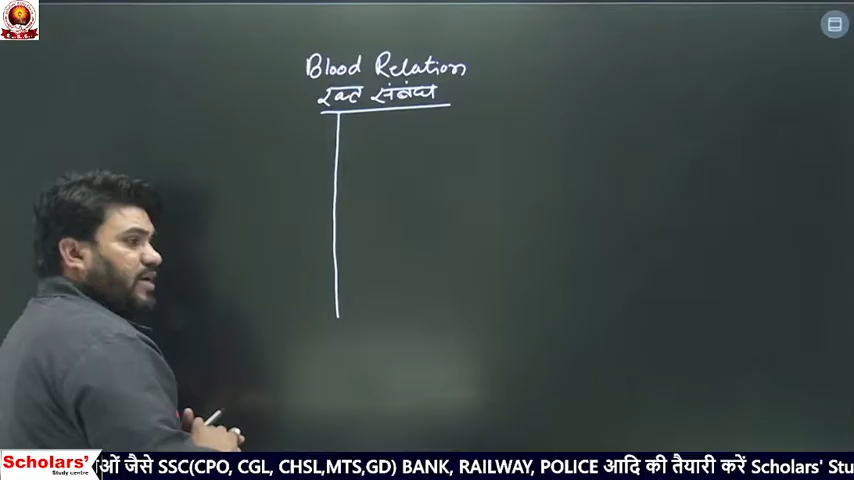 Blood Relation
रक्त संबंध
Scholars'
Study centre
ओं जैसे SSC(CPO, CGL, CHSL,MTS,GD) BANK, RAILWAY, POLICE आदि की तैयारी करें Scholars' Stu